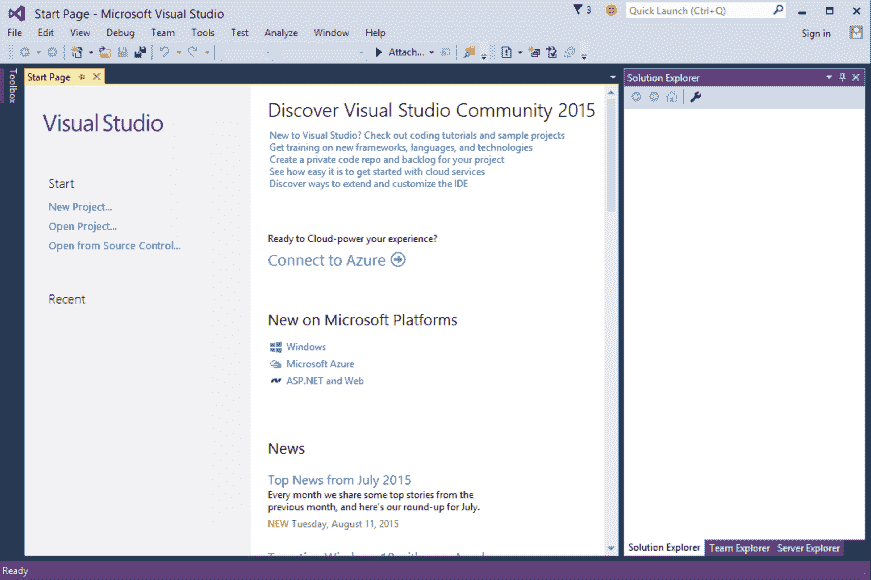 Start Page - Microsoft Visual Studio
3
Quick Launch (Ctrl+Q)
File Edit View Debug Team Tools Test Analyze Window Help
Sign in
Attach...
Toolbox
Start Page
Visual Studio
Start
New Project...
Open Project...
Open from Source Control...
Recent
Discover Visual Studio Community 2015
New to Visual Studio? Check out coding tutorials and sample projects
Get training on new frameworks, languages, and technologies
Create a private code repo and backlog for your project
See how easy it is to get started with cloud services
Discover ways to extend and customize the IDE
Ready to Cloud-power your experience?
Connect to Azure
New on Microsoft Platforms
Windows
Microsoft Azure
ASP.NET and Web
News
Top News from July 2015
Every month we share some top stories from the
previous month, and here's our round-up for July.
NEW Tuesday, August 11, 2015
Solution Explorer
Solution Explorer Team Explorer Server Explorer
Ready